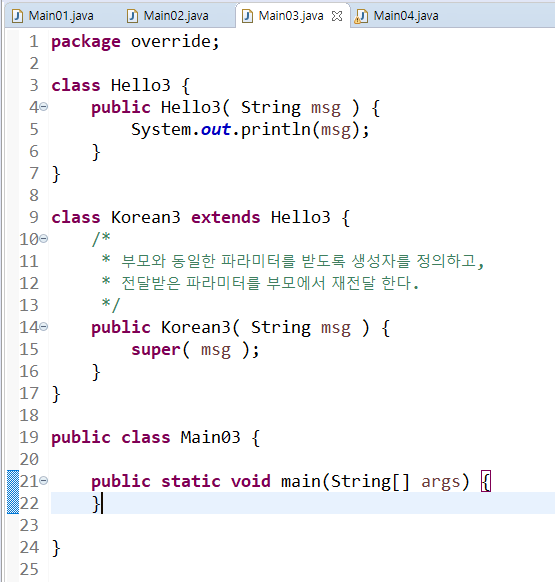 Main01.java Main02.java Main03.java Main04.java
1 package override;
2
3 class Hello3 {
4 public Hello3( String msg ) {
5 System.out.println(msg);
6 }
7 }
8
9 class Korean3 extends Hello3 {
10 /*
11 * 부모와 동일한 파라미터를 받도록 생성자를 정의하고,
12 * 전달받은 파라미터를 부모에서 재전달 한다.
13 */
14 public Korean3( String msg ) {
15 super( msg );
16 }
17 }
18
19 public class Main03 {
20
21 public static void main(String[] args) {
22 }
23
24 }
25